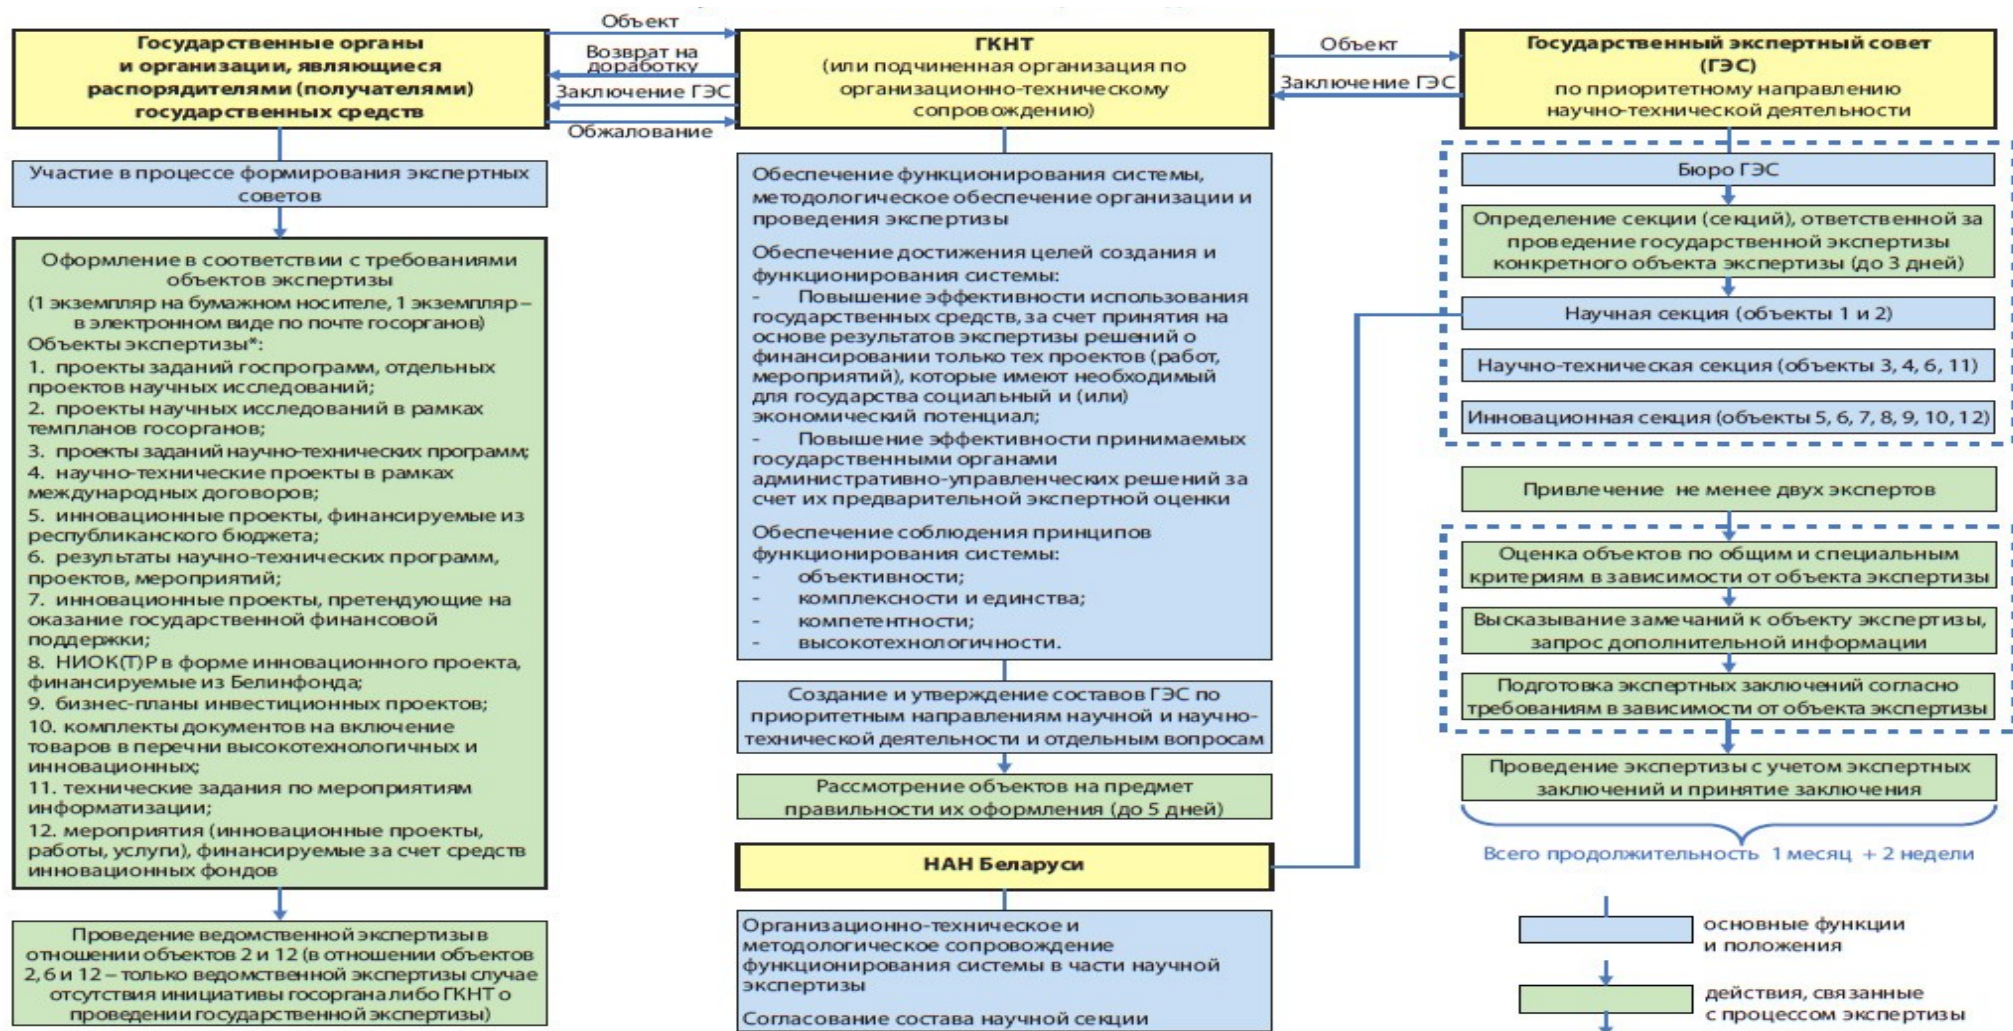 Государственные органы
и организации, являющиеся
распорядителями (получателями)
государственных средств
Объект
Возврат на
доработку
Заключение ГЭС
Обжалование
ГКНТ
(или подчиненная организация по
организационно-техническому
сопровождению)
Объект
Заключение ГЭС
Государственный экспертный совет
(ГЭС)
по приоритетному направлению
научно-технической деятельности
Участие в процессе формирования экспертных
советов
Оформление в соответствии с требованиями
объектов экспертизы
(1 экземпляр на бумажном носителе, 1 экземпляр –
в электронном виде по почте госорганов)
Объекты экспертизы*:
1. проекты заданий госпрограмм, отдельных
проектов научных исследований;
2. проекты научных исследований в рамках
темпланов госорганов;
3. проекты заданий научно-технических программ;
4. научно-технические проекты в рамках
международных договоров;
5. инновационные проекты, финансируемые из
республиканского бюджета;
6. результаты научно-технических программ,
проектов, мероприятий;
7. инновационные проекты, претендующие на
оказание государственной финансовой
поддержки;
8. НИОК(Т)Р в форме инновационного проекта,
финансируемые из Белинфонда;
9. бизнес-планы инвестиционных проектов;
10. комплекты документов на включение
товаров в перечни высокотехнологичных и
инновационных;
11. технические задания по мероприятиям
информатизации;
12. мероприятия (инновационные проекты,
работы, услуги), финансируемые за счет средств
инновационных фондов
Проведение ведомственной экспертизы в
отношении объектов 2 и 12 (в отношении объектов
2, 6 и 12 – только ведомственной экспертизы случае
отсутствия инициативы госоргана либо ГКНТ о
проведении государственной экспертизы)
Обеспечение функционирования системы,
методологическое обеспечение организации и
проведения экспертизы
Обеспечение достижения целей создания и
функционирования системы:
- Повышение эффективности использования
государственных средств, за счет принятия на
основе результатов экспертизы решений о
финансировании только тех проектов (работ,
мероприятий), которые имеют необходимый
для государства социальный и (или)
экономический потенциал;
- Повышение эффективности принимаемых
государственными органами
административно-управленческих решений за
счет их предварительной экспертной оценки
Обеспечение соблюдения принципов
функционирования системы:
- объективности;
- комплексности и единства;
- компетентности;
- высокотехнологичности.
Создание и утверждение составов ГЭС по
приоритетным направлениям научной и научно-
технической деятельности и отдельным вопросам
Рассмотрение объектов на предмет
правильности их оформления (до 5 дней)
НАН Беларуси
Организационно-техническое и
методологическое сопровождение
функционирования системы в части научной
экспертизы
Согласование состава научной секции
Бюро ГЭС
Определение секции (секций), ответственной за
проведение государственной экспертизы
конкретного объекта экспертизы (до 3 дней)
Научная секция (объекты 1 и 2)
Научно-техническая секция (объекты 3, 4, 6, 11)
Инновационная секция (объекты 5, 6, 7, 8, 9, 10, 12)
Привлечение не менее двух экспертов
Оценка объектов по общим и специальным
критериям в зависимости от объекта экспертизы
Высказывание замечаний к объекту экспертизы,
запрос дополнительной информации
Подготовка экспертных заключений согласно
требованиям в зависимости от объекта экспертизы
Проведение экспертизы с учетом экспертных
заключений и принятие заключения
Всего продолжительность 1 месяц + 2 недели
основные функции
и положения
действия, связанные
с процессом экспертизы